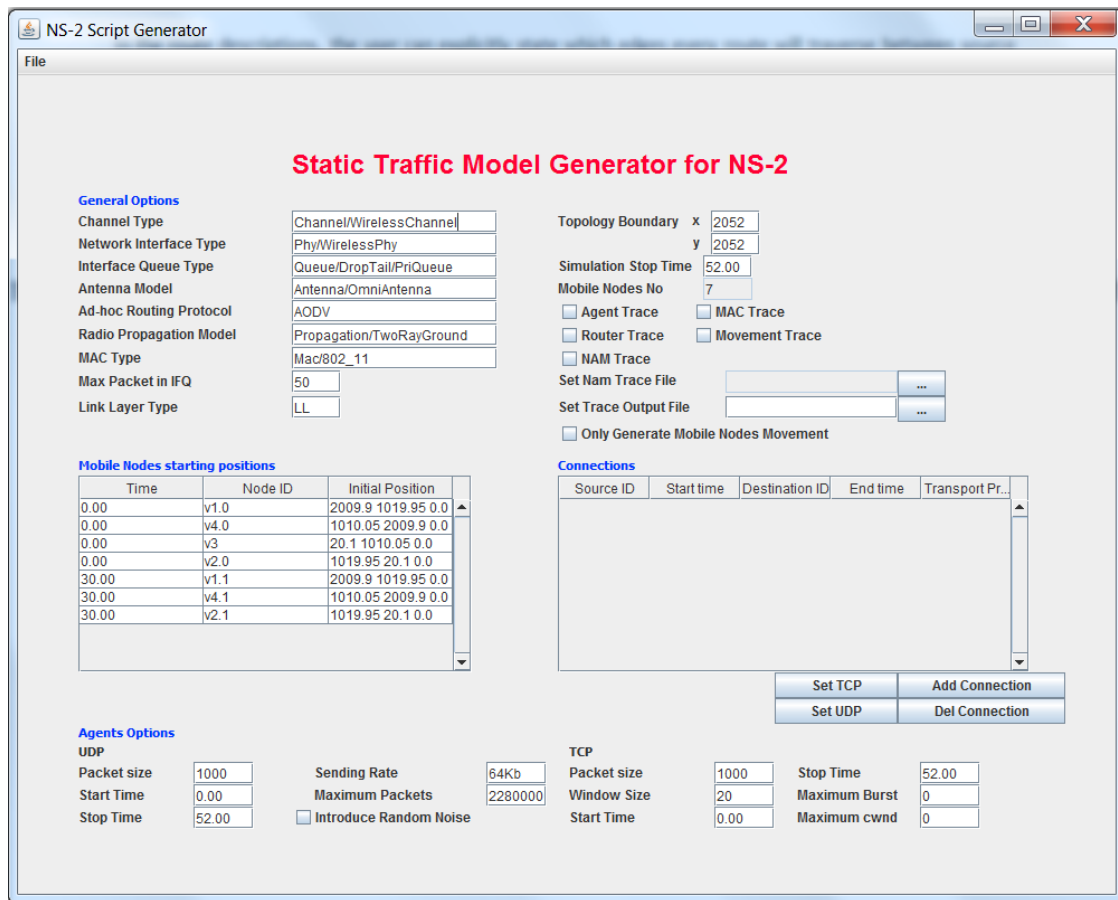 NS-2 Script Generator
File
Static Traffic Model Generator for NS-2
General Options
Channel Type Channel/WirelessChannel
Network Interface Type Phy/WirelessPhy
Interface Queue Type Queue/DropTail/PriQueue
Antenna Model Antenna/OmniAntenna
Ad-hoc Routing Protocol AODV
Radio Propagation Model Propagation/TwoRayGround
MAC Type Mac/802_11
Max Packet in IFQ 50
Link Layer Type LL
Topology Boundary x 2052
y 2052
Simulation Stop Time 52.00
Mobile Nodes No 7
Agent Trace MAC Trace
Router Trace Movement Trace
NAM Trace
Set Nam Trace File ...
Set Trace Output File ...
Only Generate Mobile Nodes Movement
Mobile Nodes starting positions
Time Node ID Initial Position
0.00 v1.0 2009.9 1019.95 0.0
0.00 v4.0 1010.05 2009.9 0.0
0.00 v3 20.1 1010.05 0.0
0.00 v2.0 1019.95 20.1 0.0
30.00 v1.1 2009.9 1019.95 0.0
30.00 v4.1 1010.05 2009.9 0.0
30.00 v2.1 1019.95 20.1 0.0
Connections
Source ID Start time Destination ID End time Transport Pr...
Set TCP Add Connection
Set UDP Del Connection
Agents Options
UDP
Packet size 1000 Sending Rate 64Kb
Start Time 0.00 Maximum Packets 2280000
Stop Time 52.00 Introduce Random Noise
TCP
Packet size 1000 Stop Time 52.00
Window Size 20 Maximum Burst 0
Start Time 0.00 Maximum cwnd 0